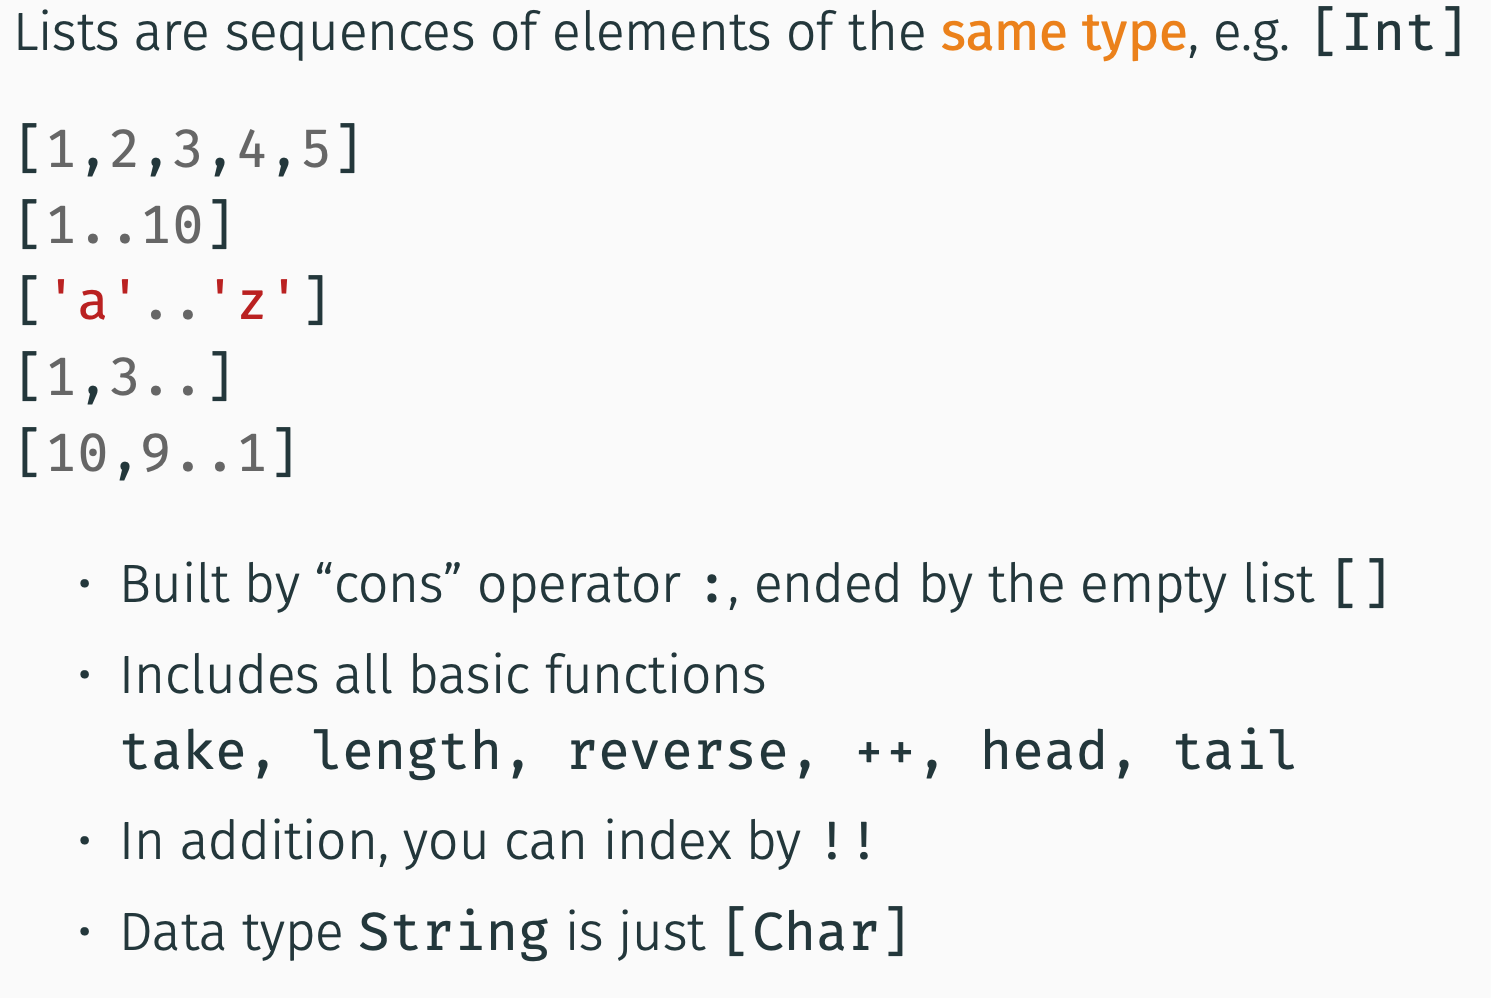 Lists are sequences of elements of the same type, e.g. [Int]
[1,2,3,4,5]
[1..10]
['a'..'z']
[1,3..]
[10,9..1]
• Built by “cons” operator :, ended by the empty list []
• Includes all basic functions
take, length, reverse, ++, head, tail
• In addition, you can index by !!
• Data type String is just [Char]